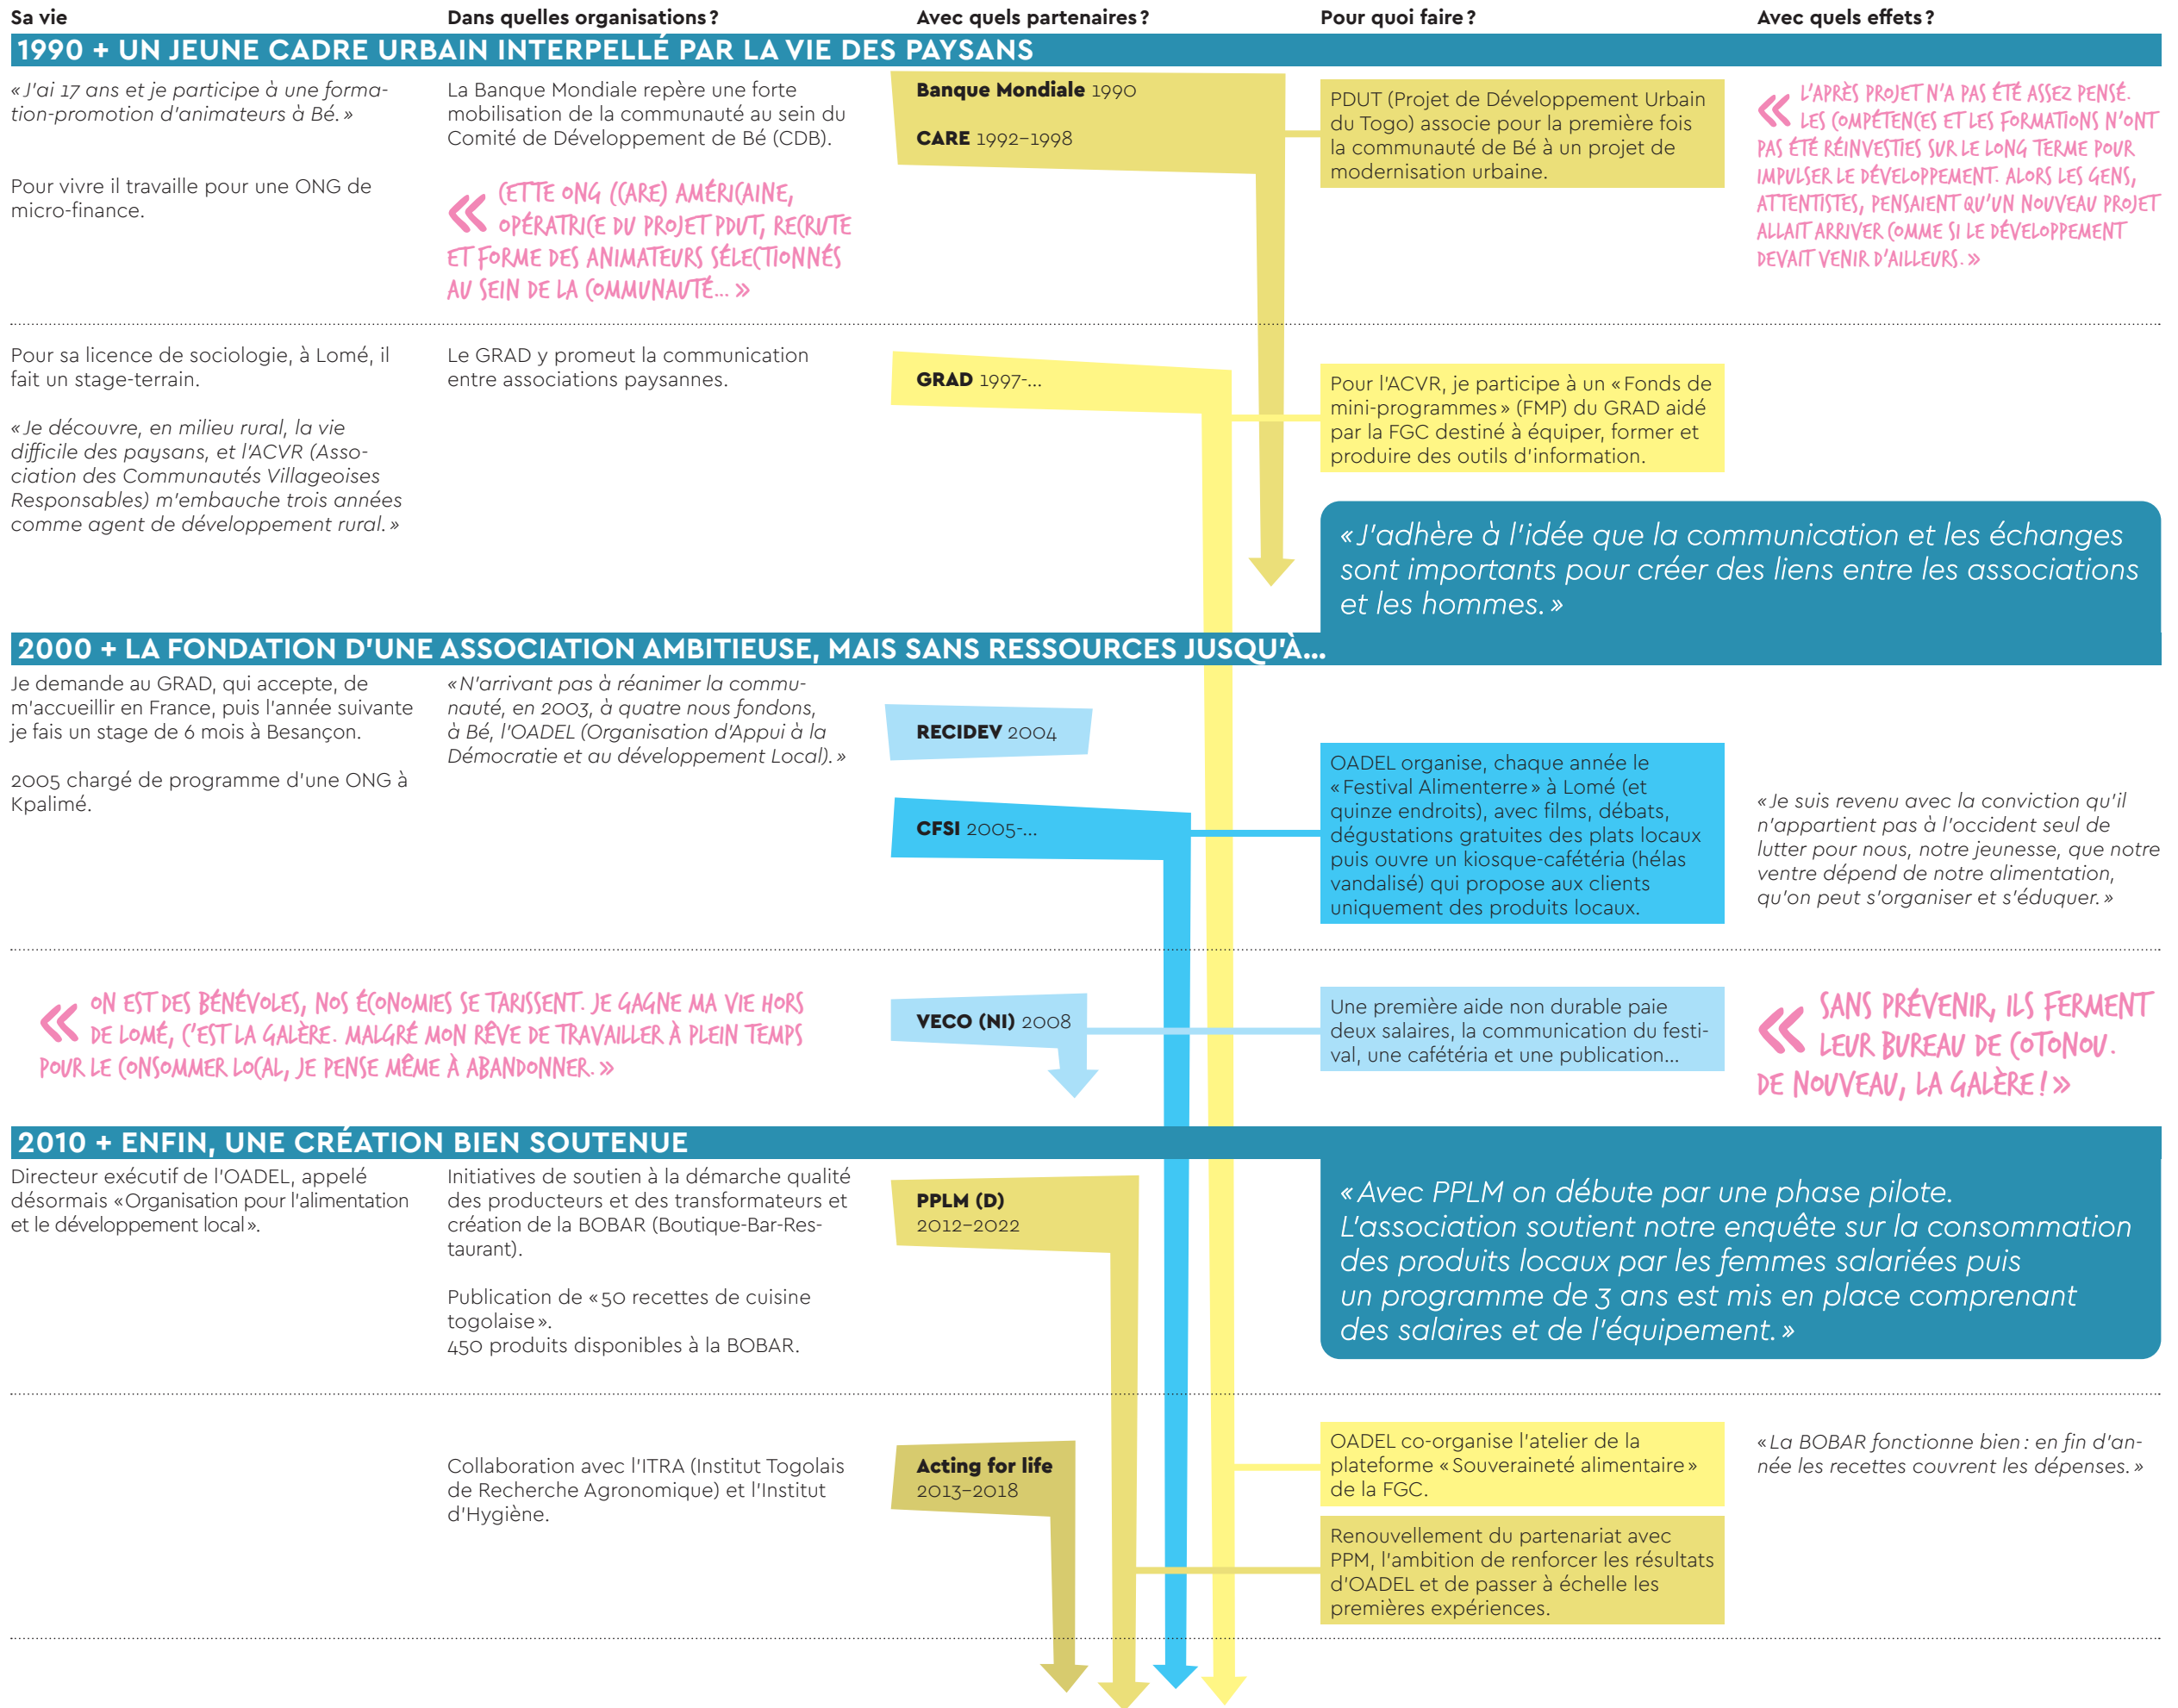 Sa vie
Dans quelles organisations ?
Avec quels partenaires ?
Pour quoi faire ?
Avec quels effets ?
1990 + UN JEUNE CADRE URBAIN INTERPELLÉ PAR LA VIE DES PAYSANS
« J'ai 17 ans et je participe à une forma-
tion-promotion d'animateurs à Bé. »
Pour vivre il travaille pour une ONG de
micro-finance.
La Banque Mondiale repère une forte
mobilisation de la communauté au sein du
Comité de Développement de Bé (CDB).
« CETTE ONG (CARE) AMÉRICAINE,
OPÉRATRICE DU PROJET PDUT, RECRUTE
ET FORME DES ANIMATEURS SÉLECTIONNÉS
AU SEIN DE LA COMMUNAUTÉ... »
Banque Mondiale 1990
CARE 1992–1998
PDUT (Projet de Développement Urbain
du Togo) associe pour la première fois
la communauté de Bé à un projet de
modernisation urbaine.
« L'APRÈS PROJET N'A PAS ÉTÉ ASSEZ PENSÉ.
LES COMPÉTENCES ET LES FORMATIONS N'ONT
PAS ÉTÉ RÉINVESTIES SUR LE LONG TERME POUR
IMPULSER LE DÉVELOPPEMENT. ALORS LES GENS,
ATTENTISTES, PENSAIENT QU'UN NOUVEAU PROJET
ALLAIT ARRIVER COMME SI LE DÉVELOPPEMENT
DEVAIT VENIR D'AILLEURS. »
Pour sa licence de sociologie, à Lomé, il
fait un stage-terrain.
« Je découvre, en milieu rural, la vie
difficile des paysans, et l'ACVR (Asso-
ciation des Communautés Villageoises
Responsables) m'embauche trois années
comme agent de développement rural. »
Le GRAD y promeut la communication
entre associations paysannes.
GRAD 1997-...
Pour l'ACVR, je participe à un « Fonds de
mini-programmes » (FMP) du GRAD aidé
par la FGC destiné à équiper, former et
produire des outils d'information.
« J'adhère à l'idée que la communication et les échanges
sont importants pour créer des liens entre les associations
et les hommes. »
2000 + LA FONDATION D'UNE ASSOCIATION AMBITIEUSE, MAIS SANS RESSOURCES JUSQU'À...
Je demande au GRAD, qui accepte, de
m'accueillir en France, puis l'année suivante
je fais un stage de 6 mois à Besançon.
2005 chargé de programme d'une ONG à
Kpalimé.
« N'arrivant pas à réanimer la commu-
nauté, en 2003, à quatre nous fondons,
à Bé, l'OADEL (Organisation d'Appui à la
Démocratie et au développement Local). »
RECIDEV 2004
CFSI 2005-...
OADEL organise, chaque année le
« Festival Alimenterre » à Lomé (et
quinze endroits), avec films, débats,
dégustations gratuites des plats locaux
puis ouvre un kiosque-cafétéria (hélas
vandalisé) qui propose aux clients
uniquement des produits locaux.
« Je suis revenu avec la conviction qu'il
n'appartient pas à l'occident seul de
lutter pour nous, notre jeunesse, que notre
ventre dépend de notre alimentation,
qu'on peut s'organiser et s'éduquer. »
« ON EST DES BÉNÉVOLES, NOS ÉCONOMIES SE TARISSENT. JE GAGNE MA VIE HORS
DE LOMÉ, C'EST LA GALÈRE. MALGRÉ MON RÊVE DE TRAVAILLER À PLEIN TEMPS
POUR LE CONSOMMER LOCAL, JE PENSE MÊME À ABANDONNER. »
VECO (NI) 2008
Une première aide non durable paie
deux salaires, la communication du festi-
val, une cafétéria et une publication...
« SANS PRÉVENIR, ILS FERMENT
LEUR BUREAU DE COTONOU.
DE NOUVEAU, LA GALÈRE ! »
2010 + ENFIN, UNE CRÉATION BIEN SOUTENUE
Directeur exécutif de l'OADEL, appelé
désormais «Organisation pour l'alimentation
et le développement local».
Initiatives de soutien à la démarche qualité
des producteurs et des transformateurs et
création de la BOBAR (Boutique-Bar-Res-
taurant).
Publication de « 50 recettes de cuisine
togolaise ».
450 produits disponibles à la BOBAR.
PPLM (D)
2012–2022
« Avec PPLM on débute par une phase pilote.
L'association soutient notre enquête sur la consommation
des produits locaux par les femmes salariées puis
un programme de 3 ans est mis en place comprenant
des salaires et de l'équipement. »
Collaboration avec l'ITRA (Institut Togolais
de Recherche Agronomique) et l'Institut
d'Hygiène.
Acting for life
2013–2018
OADEL co-organise l'atelier de la
plateforme « Souveraineté alimentaire »
de la FGC.
Renouvellement du partenariat avec
PPM, l'ambition de renforcer les résultats
d'OADEL et de passer à échelle les
premières expériences.
« La BOBAR fonctionne bien : en fin d'an-
née les recettes couvrent les dépenses. »